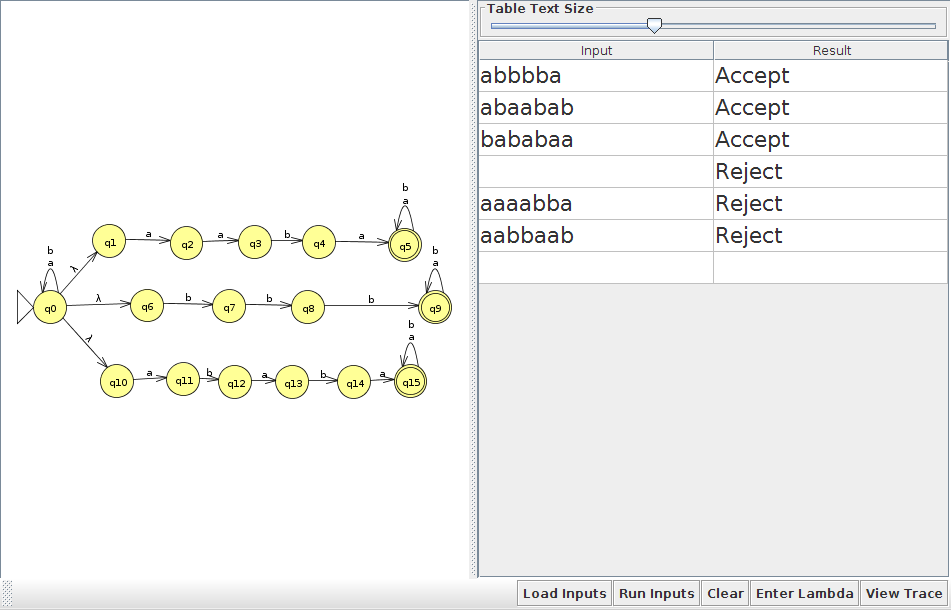 Table Text Size
Input Result
abbbba Accept
abaabab Accept
bababaa Accept
Reject
aaaabba Reject
aabbaab Reject
b
a
b
a
q1 a q2 a q3 b q4 a q5
b
a
λ
b
a
q0 λ q6 b q7 b q8 b q9
λ
b
a
q10 a q11 b q12 a q13 b q14 a q15
Load Inputs Run Inputs Clear Enter Lambda View Trace